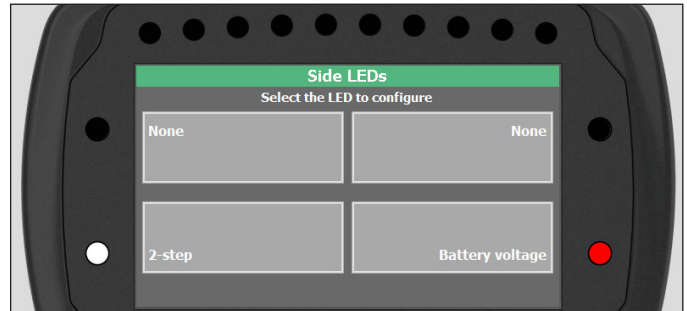 Side LEDs
Select the LED to configure
None
None
2-step
Battery voltage